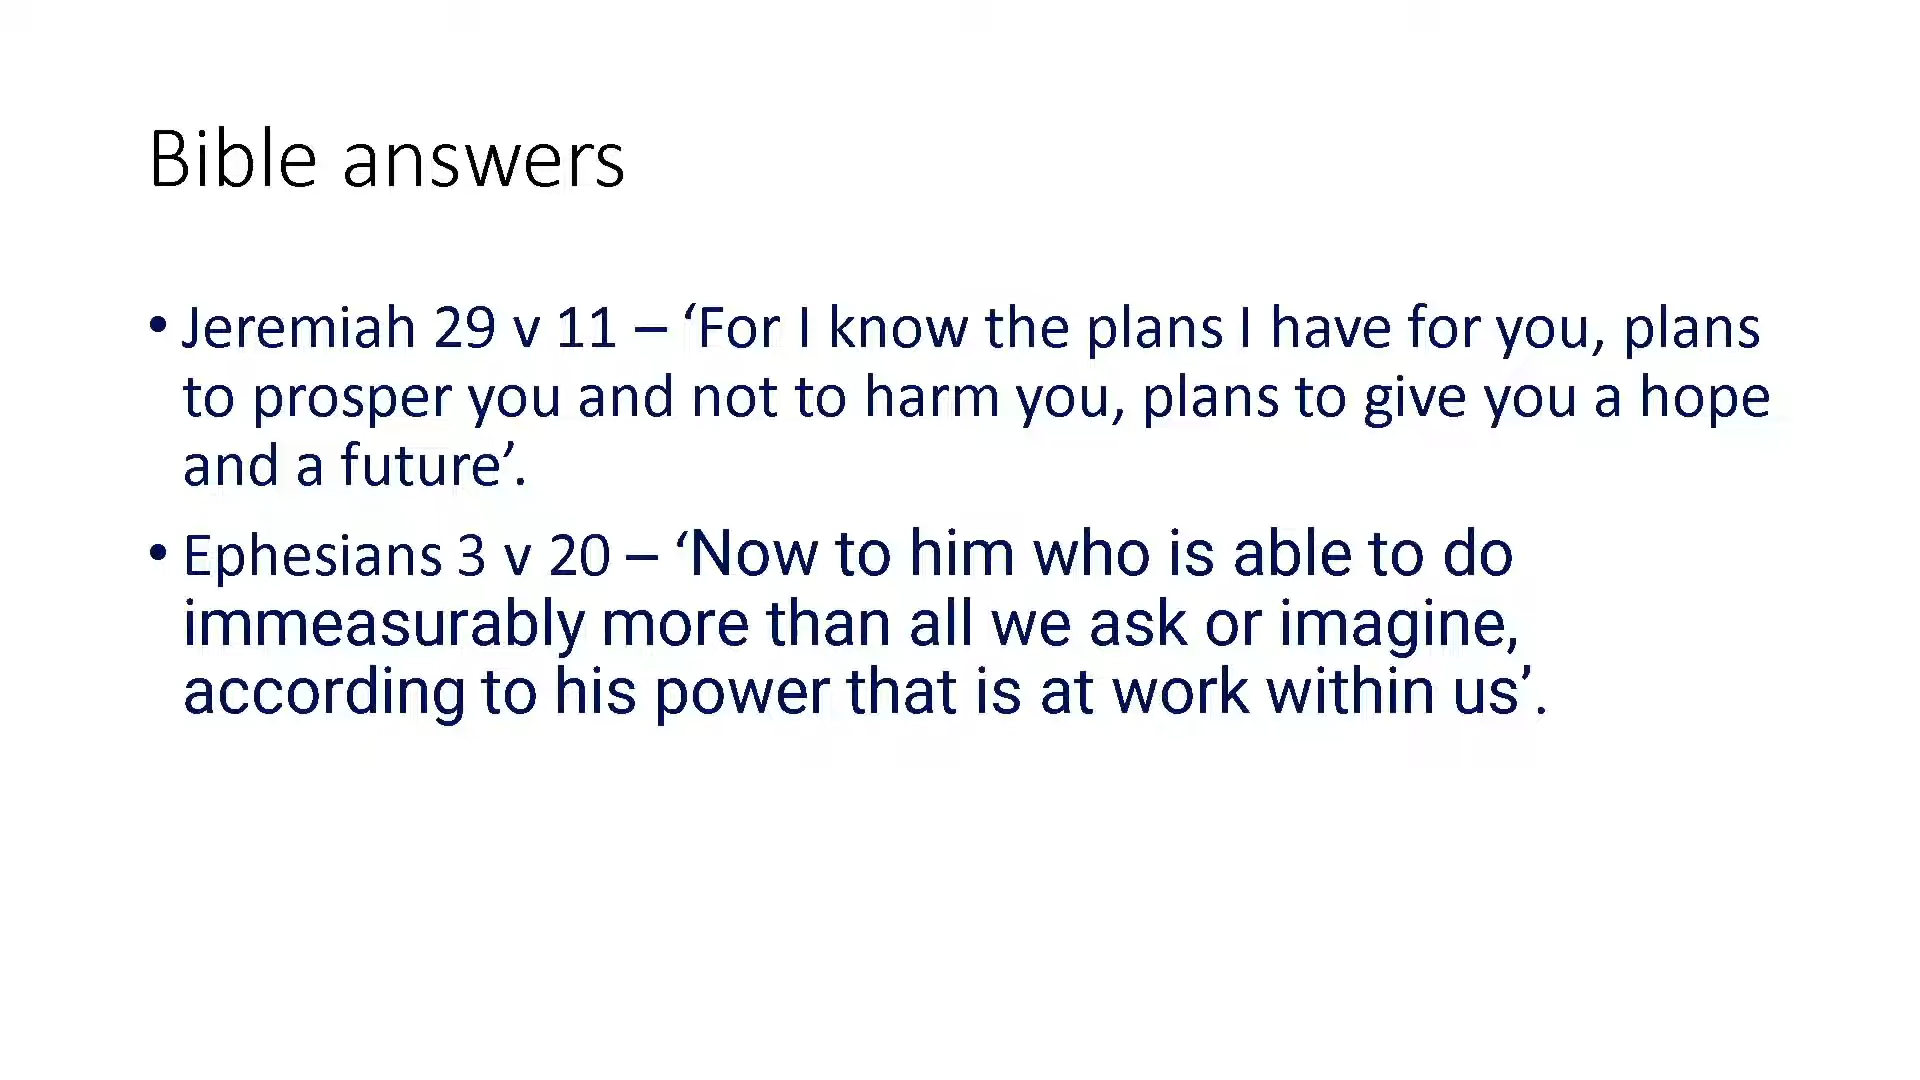 Bible answers
• Jeremiah 29 v 11 – ‘For I know the plans I have for you, plans
to prosper you and not to harm you, plans to give you a hope
and a future’.
• Ephesians 3 v 20 – ‘Now to him who is able to do
immeasurably more than all we ask or imagine,
according to his power that is at work within us’.